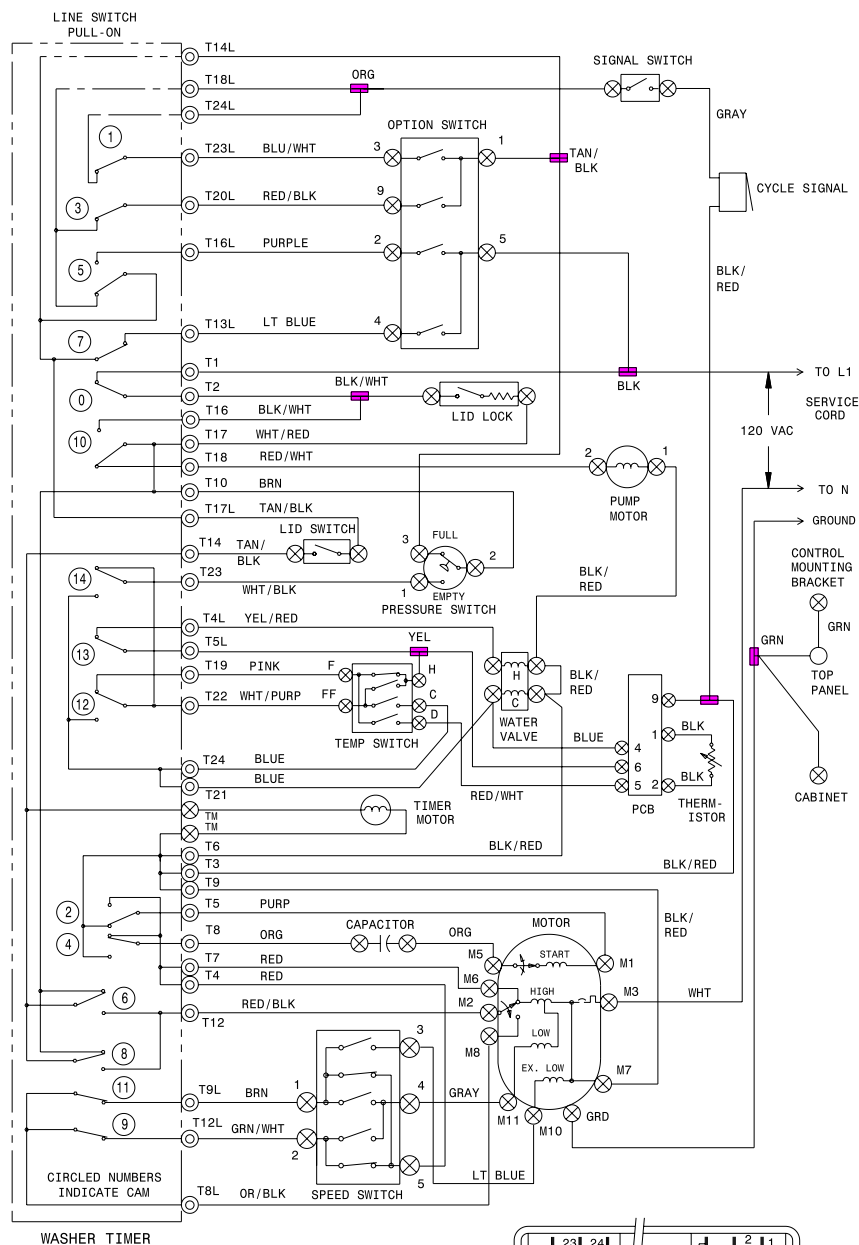 LINE SWITCH
PULL-ON
T14L
T18L
ORG
T24L
SIGNAL SWITCH
GRAY
OPTION SWITCH
1
T23L BLU/WHT 3 1
TAN/
BLK
3
T20L RED/BLK 9
CYCLE SIGNAL
5
T16L PURPLE 2 5
BLK/
RED
7
T13L LT BLUE 4
T1
BLK
TO L1
0
T2
BLK/WHT
LID LOCK
SERVICE
CORD
T16 BLK/WHT
120 VAC
10
T17 WHT/RED
T18 RED/WHT
2 1
PUMP
MOTOR
T10 BRN
TO N
T17L TAN/BLK
GROUND
LID SWITCH
T14 TAN/
BLK
3 FULL
2
1 EMPTY
PRESSURE SWITCH
14
T23
WHT/BLK
BLK/
RED
CONTROL
MOUNTING
BRACKET
GRN
GRN
TOP
PANEL
CABINET
T4L YEL/RED
13
T5L
YEL
T19 PINK F H
12
T22 WHT/PURP FF C
D
TEMP SWITCH
H
C
WATER
VALVE
BLK/
RED
9
1 BLK
4
BLUE
6
5
2 BLK
PCB
THERM-
ISTOR
T24 BLUE
BLUE
T21
RED/WHT
TM
TM
TIMER
MOTOR
T6
BLK/RED
T3
BLK/RED
T9
2
T5 PURP
4
T8 ORG
CAPACITOR
ORG
MOTOR
BLK/
RED
M5
START
M1
T7 RED
M6
T4 RED
HIGH
6
T12
RED/BLK
M2
M3
WHT
M8
LOW
8
EX. LOW
M7
3
11
T9L BRN 1 4 GRAY
M11
M10
GRD
9
T12L GRN/WHT
2
5
LT BLUE
CIRCLED NUMBERS
INDICATE CAM
T8L OR/BLK
SPEED SWITCH
WASHER TIMER
23 24 2 1